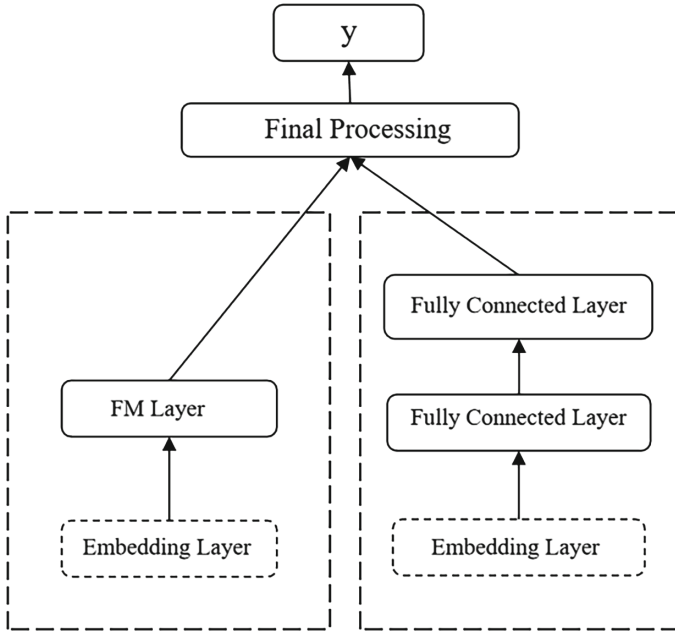 y
Final Processing
Fully Connected Layer
FM Layer
Fully Connected Layer
Embedding Layer
Embedding Layer